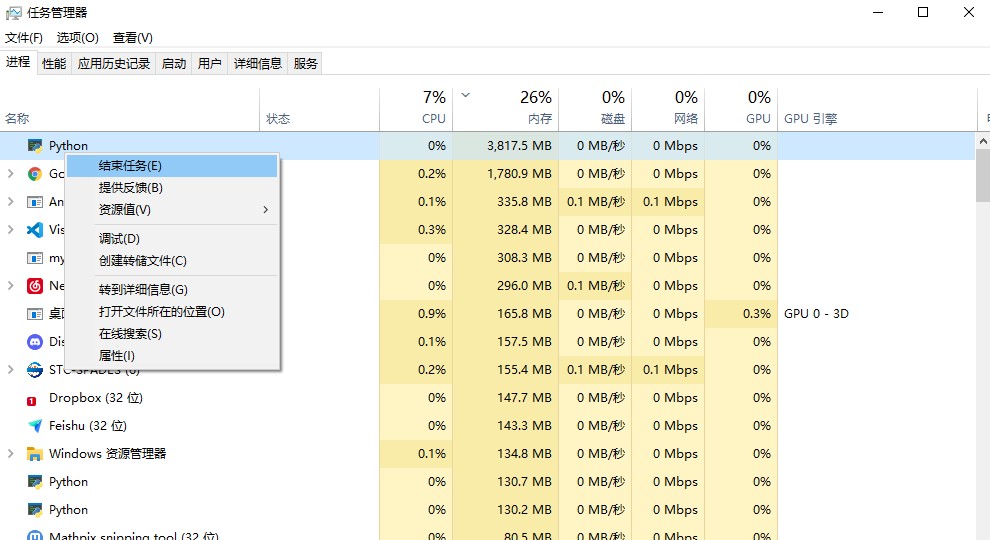 任务管理器
文件(F) 选项(O) 查看(V)
进程 性能 应用历史记录 启动 用户 详细信息 服务
7% 26% 0% 0% 0%
名称 状态 CPU 内存 磁盘 网络 GPU GPU 引擎
Python 0% 3,817.5 MB 0 MB/秒 0 Mbps 0%
结束任务(E)
Go 0.2% 1,780.9 MB 0 MB/秒 0 Mbps 0%
提供反馈(B)
An 0.1% 335.8 MB 0.1 MB/秒 0.1 Mbps 0%
资源值(V)
Vis 0.3% 328.4 MB 0 MB/秒 0 Mbps 0%
调试(D)
my 0% 308.3 MB 0 MB/秒 0 Mbps 0%
创建转储文件(C)
Ne 0% 296.0 MB 0.1 MB/秒 0 Mbps 0%
转到详细信息(G)
桌 0.9% 165.8 MB 0 MB/秒 0 Mbps 0.3% GPU 0 - 3D
打开文件所在的位置(O)
Dis 0.1% 157.5 MB 0 MB/秒 0 Mbps 0%
在线搜索(S)
属性(I)
STC-SPADES (6) 0.2% 155.4 MB 0.1 MB/秒 0.1 Mbps 0%
Dropbox (32 位) 0% 147.7 MB 0 MB/秒 0 Mbps 0%
Feishu (32 位) 0% 143.3 MB 0 MB/秒 0 Mbps 0%
Windows 资源管理器 0.1% 134.8 MB 0 MB/秒 0 Mbps 0%
Python 0% 130.7 MB 0 MB/秒 0 Mbps 0%
Python 0% 130.2 MB 0 MB/秒 0 Mbps 0%
Mathpix snipping tool (32 位) 0% 80.5 MB 0 MB/秒 0 Mbps 0%